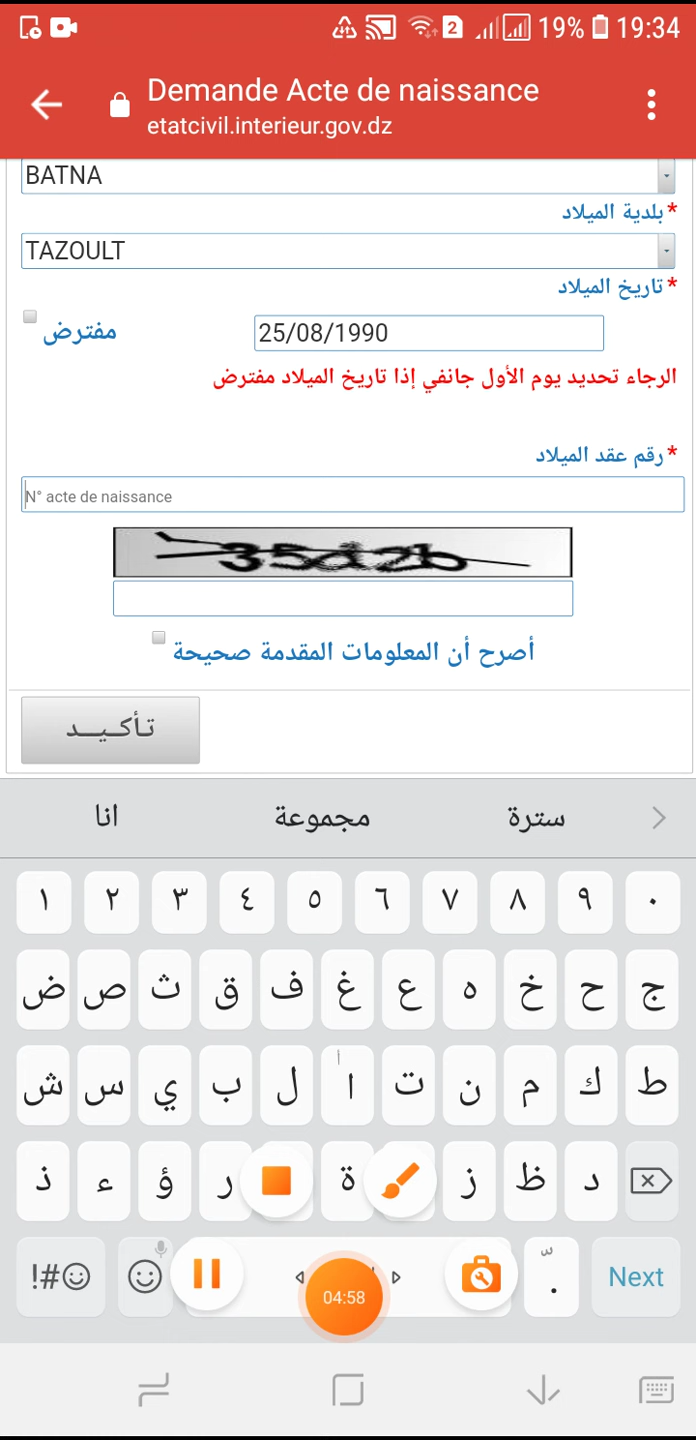 19% 19:34
2
Demande Acte de naissance
etatcivil.interieur.gov.dz
BATNA
*بلدية الميلاد
TAZOULT
*تاريخ الميلاد
مفترض
25/08/1990
الرجاء تحديد يوم الأول جانفي إذا تاريخ الميلاد مفترض
*رقم عقد الميلاد
N° acte de naissance
35d2b
أصرح أن المعلومات المقدمة صحيحة
تـأكـيــد
انا مجموعة سترة
١ ٢ ٣ ٤ ٥ ٦ ٧ ٨ ٩ ٠
ض ص ث ق ف غ ع ه خ ح ج
ش س ي ب ل ا أ ت ن م ك ط
ذ ء ؤ ر ة ز ظ د
!#☺ . Next
04:58